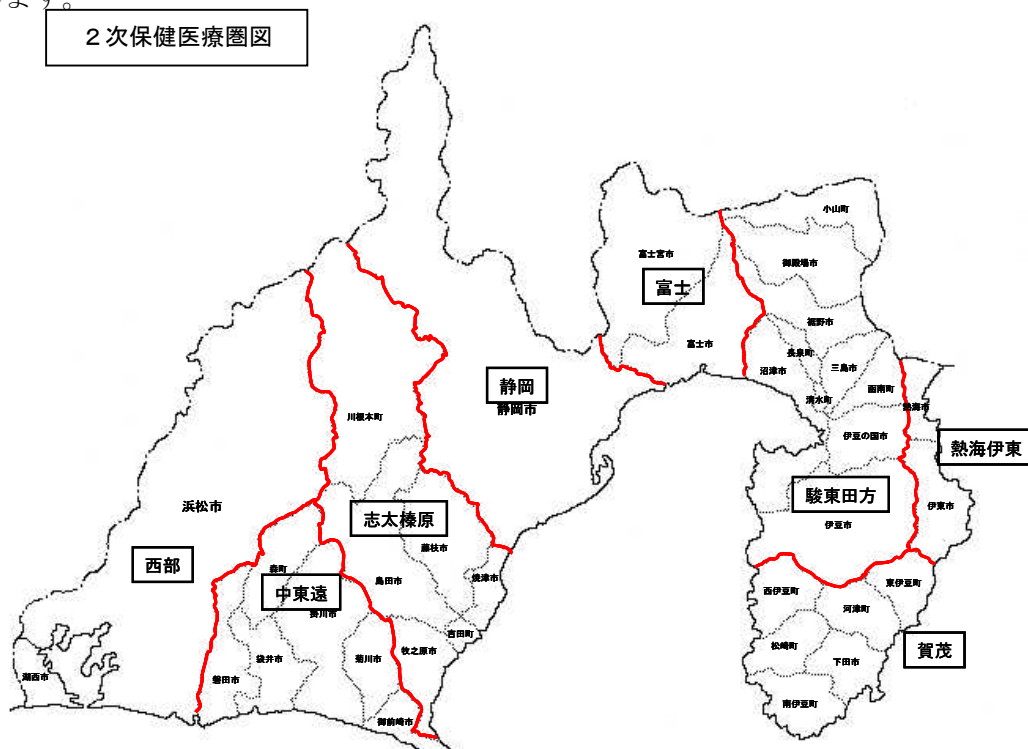 ます。
２次保健医療圏図
小山町
富士宮市
御殿場市
富士
裾野市
富士市
長泉町
三島市
沼津市
函南町
静岡
静岡市
清水町
熱海市
川根本町
伊豆の国市
熱海伊東
駿東田方
浜松市
志太榛原
伊東市
伊豆市
藤枝市
西部
森町
焼津市
島田市
中東遠
掛川市
西伊豆町
東伊豆町
河津町
吉田町
松崎町
牧之原市
賀茂
袋井市
菊川市
下田市
湖西市
磐田市
南伊豆町
御前崎市